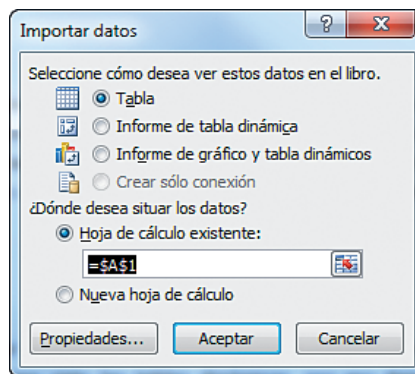 Importar datos
Seleccione cómo desea ver estos datos en el libro.
Tabla
Informe de tabla dinámica
Informe de gráfico y tabla dinámicos
Crear sólo conexión
¿Dónde desea situar los datos?
Hoja de cálculo existente:
=$A$1
Nueva hoja de cálculo
Propiedades... Aceptar Cancelar